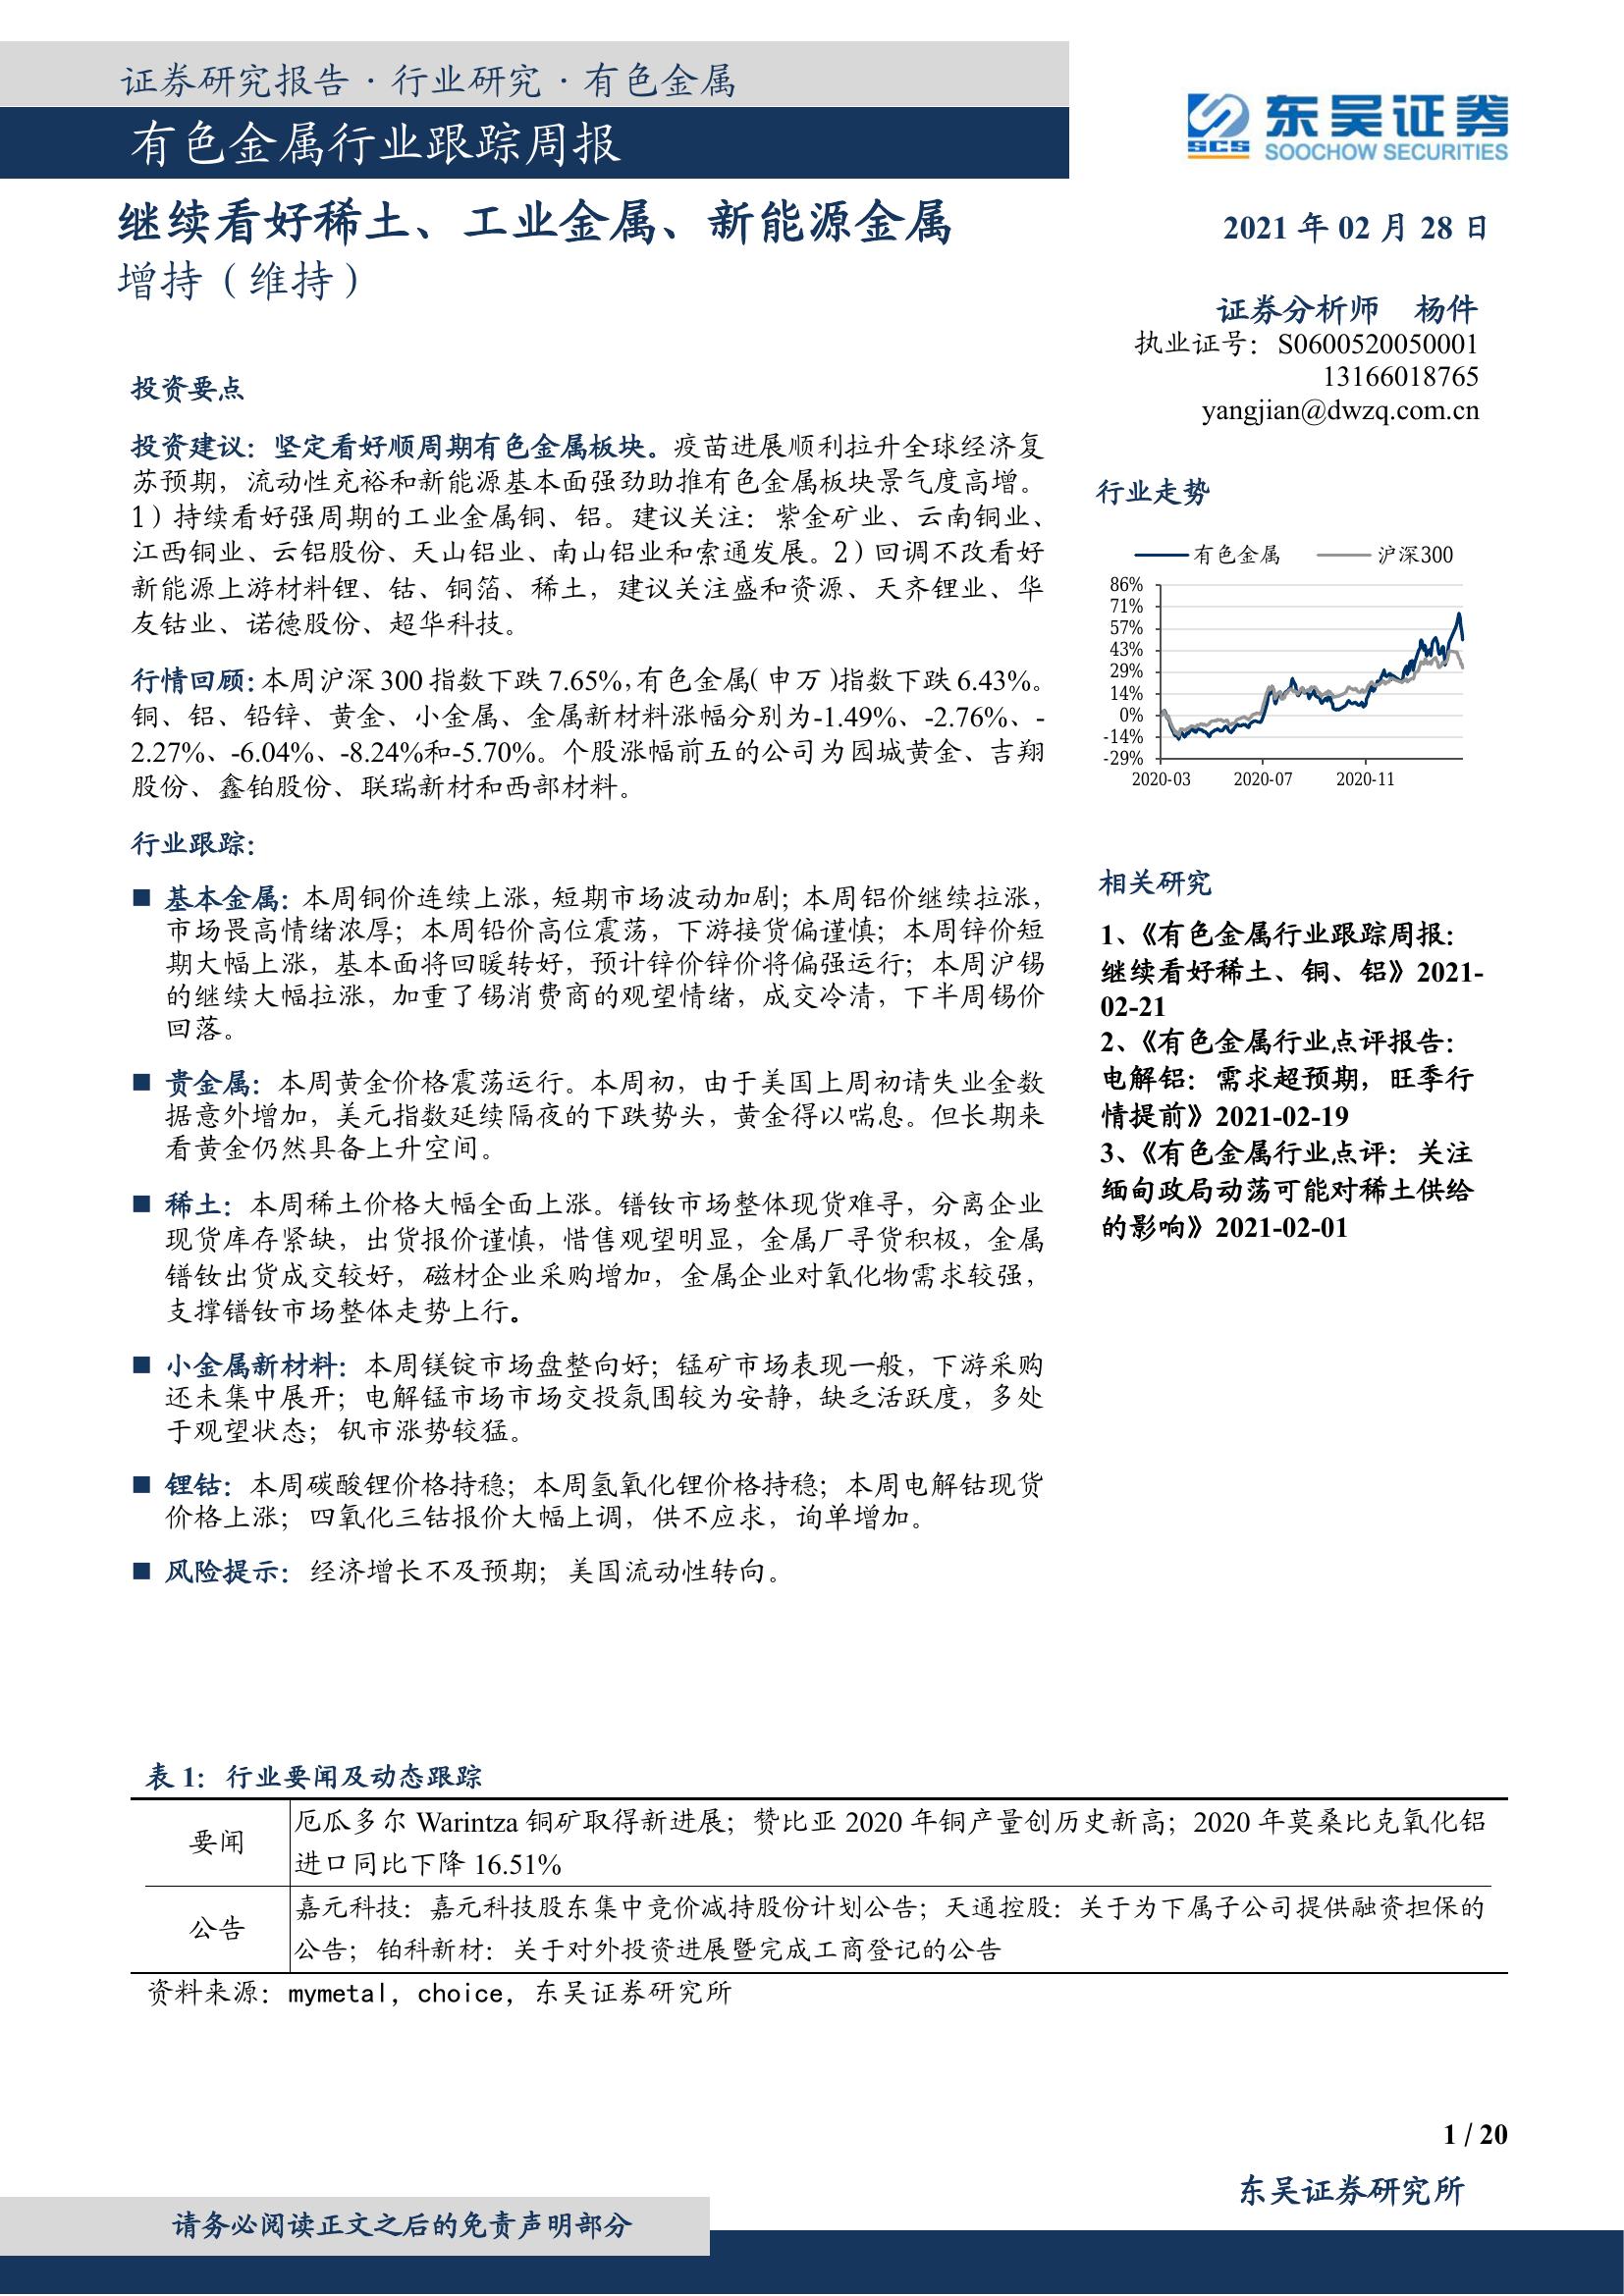 证券研究报告·行业研究·有色金属
有色金属行业跟踪周报
东吴证券
SCS
SOOCHOW SECURITIES
继续看好稀土、工业金属、新能源金属
增持（维持）
2021 年 02 月 28 日
证券分析师 杨件
执业证号：S0600520050001
13166018765
yangjian@dwzq.com.cn
投资要点
投资建议：坚定看好顺周期有色金属板块。疫苗进展顺利拉升全球经济复
苏预期，流动性充裕和新能源基本面强劲助推有色金属板块景气度高增。
1）持续看好强周期的工业金属铜、铝。建议关注：紫金矿业、云南铜业、
江西铜业、云铝股份、天山铝业、南山铝业和索通发展。2）回调不改看好
新能源上游材料锂、钴、铜箔、稀土，建议关注盛和资源、天齐锂业、华
友钴业、诺德股份、超华科技。
行情回顾：本周沪深 300 指数下跌 7.65%，有色金属（申万）指数下跌 6.43%。
铜、铝、铅锌、黄金、小金属、金属新材料涨幅分别为-1.49%、-2.76%、-
2.27%、-6.04%、-8.24%和-5.70%。个股涨幅前五的公司为园城黄金、吉翔
股份、鑫铂股份、联瑞新材和西部材料。
行业跟踪：
■ 基本金属：本周铜价连续上涨，短期市场波动加剧；本周铝价继续拉涨，
市场畏高情绪浓厚；本周铅价高位震荡，下游接货偏谨慎；本周锌价短
期大幅上涨，基本面将回暖转好，预计锌价锌价将偏强运行；本周沪锡
的继续大幅拉涨，加重了锡消费商的观望情绪，成交冷清，下半周锡价
回落。
■ 贵金属：本周黄金价格震荡运行。本周初，由于美国上周初请失业金数
据意外增加，美元指数延续隔夜的下跌势头，黄金得以喘息。但长期来
看黄金仍然具备上升空间。
■ 稀土：本周稀土价格大幅全面上涨。镨钕市场整体现货难寻，分离企业
现货库存紧缺，出货报价谨慎，惜售观望明显，金属厂寻货积极，金属
镨钕出货成交较好，磁材企业采购增加，金属企业对氧化物需求较强，
支撑镨钕市场整体走势上行。
■ 小金属新材料：本周镁锭市场盘整向好；锰矿市场表现一般，下游采购
还未集中展开；电解锰市场市场交投氛围较为安静，缺乏活跃度，多处
于观望状态；钒市涨势较猛。
■ 锂钴：本周碳酸锂价格持稳；本周氢氧化锂价格持稳；本周电解钴现货
价格上涨；四氧化三钴报价大幅上调，供不应求，询单增加。
■ 风险提示：经济增长不及预期；美国流动性转向。
行业走势
有色金属 沪深300
86%
71%
57%
43%
29%
14%
0%
-14%
-29%
2020-03 2020-07 2020-11
相关研究
1、《有色金属行业跟踪周报：
继续看好稀土、铜、铝》2021-
02-21
2、《有色金属行业点评报告：
电解铝：需求超预期，旺季行
情提前》2021-02-19
3、《有色金属行业点评：关注
缅甸政局动荡可能对稀土供给
的影响》2021-02-01
表 1：行业要闻及动态跟踪
要闻
厄瓜多尔 Warintza 铜矿取得新进展；赞比亚 2020 年铜产量创历史新高；2020 年莫桑比克氧化铝
进口同比下降 16.51%
公告
嘉元科技：嘉元科技股东集中竞价减持股份计划公告；天通控股：关于为下属子公司提供融资担保的
公告；铂科新材：关于对外投资进展暨完成工商登记的公告
资料来源：mymetal，choice，东吴证券研究所
1 / 20
东吴证券研究所
请务必阅读正文之后的免责声明部分